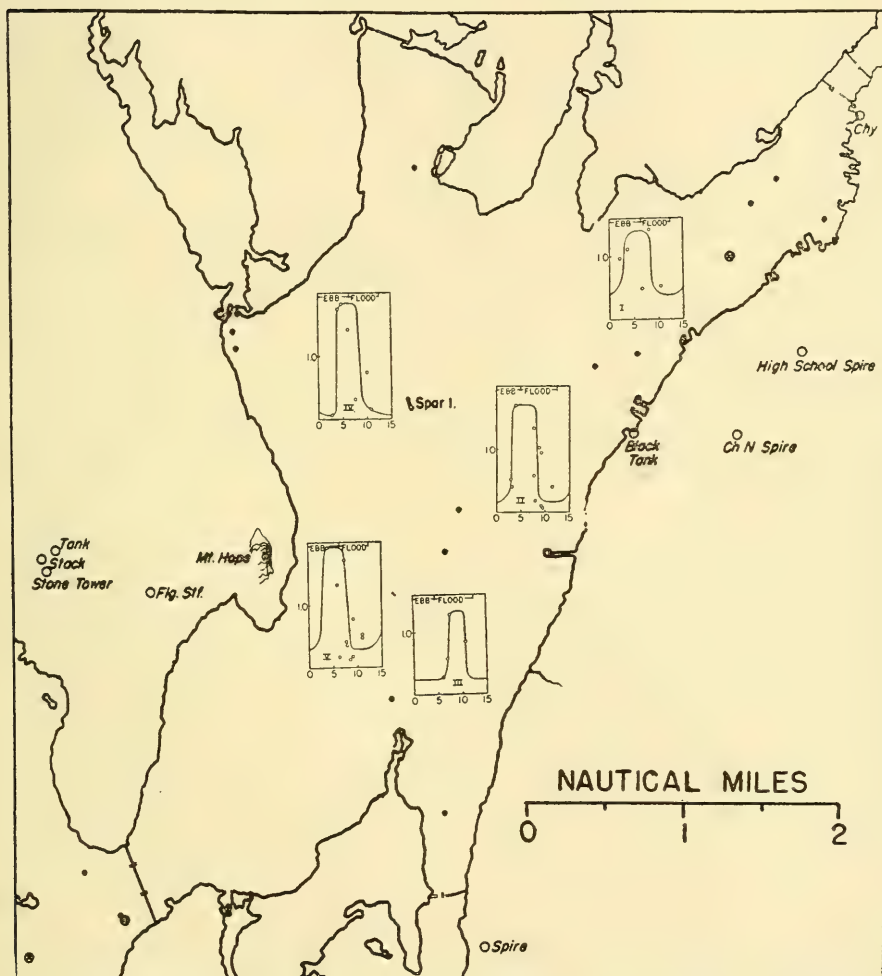 Chy
EBB FLOOD
1.0
I
0 5 10 15
EBB FLOOD
1.0
IV
0 5 10 15
Spar I.
High School Spire
EBB FLOOD
1.0
II
0 5 10 15
Black
Tank
Ch N Spire
Tank
Stack
Stone Tower
Mt. Hope
Flg. Stf.
EBB FLOOD
1.0
V
0 5 10 15
EBB FLOOD
1.0
III
0 5 10 15
NAUTICAL MILES
0 1 2
Spire